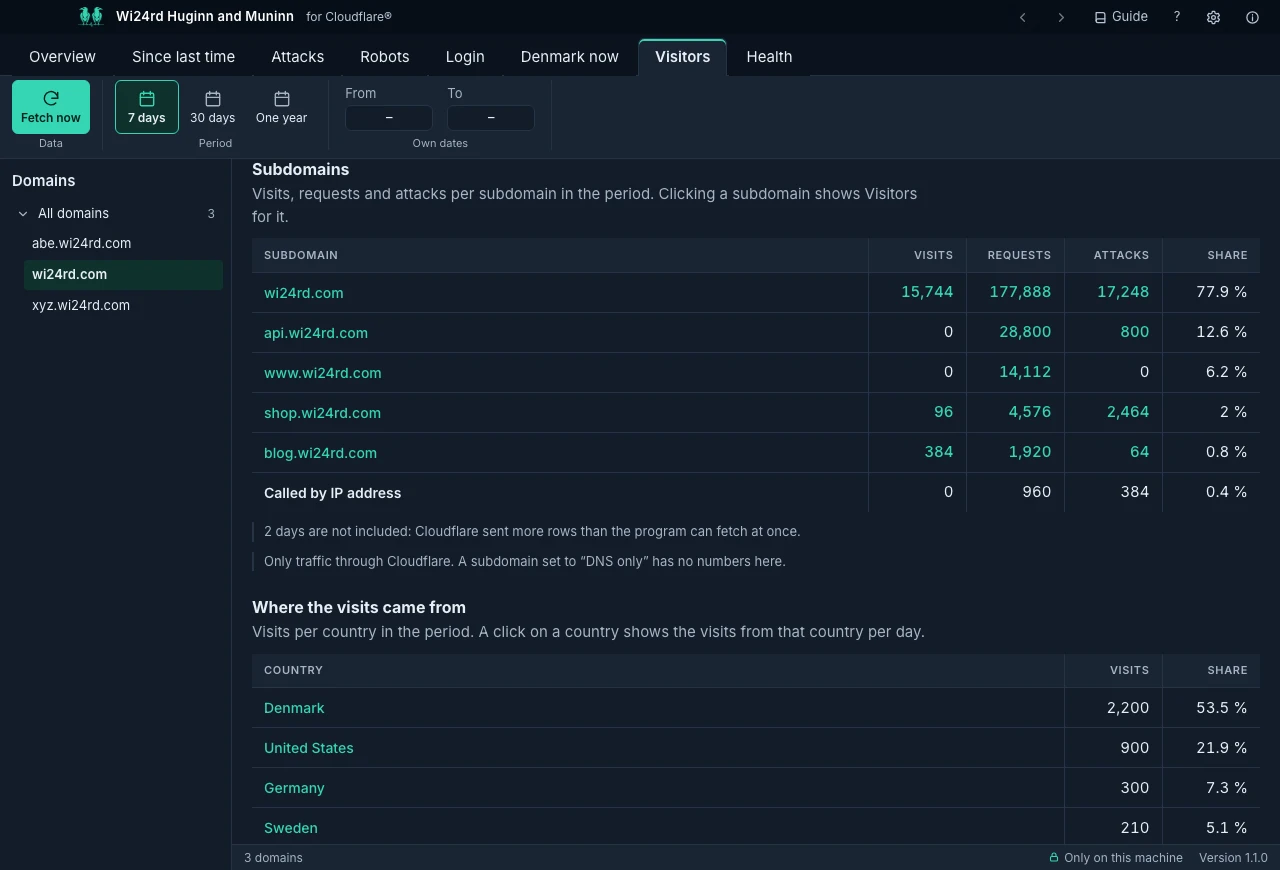 Wi24rd Huginn and Muninn for Cloudflare®
Guide ?
Overview Since last time Attacks Robots Login Denmark now Visitors Health
Fetch now 7 days 30 days One year
From To
– –
Data Period Own dates
Domains
All domains 3
abe.wi24rd.com
wi24rd.com
xyz.wi24rd.com
Subdomains
Visits, requests and attacks per subdomain in the period. Clicking a subdomain shows Visitors
for it.
SUBDOMAIN VISITS REQUESTS ATTACKS SHARE
wi24rd.com 15,744 177,888 17,248 77.9 %
api.wi24rd.com 0 28,800 800 12.6 %
www.wi24rd.com 0 14,112 0 6.2 %
shop.wi24rd.com 96 4,576 2,464 2 %
blog.wi24rd.com 384 1,920 64 0.8 %
Called by IP address 0 960 384 0.4 %
2 days are not included: Cloudflare sent more rows than the program can fetch at once.
Only traffic through Cloudflare. A subdomain set to “DNS only” has no numbers here.
Where the visits came from
Visits per country in the period. A click on a country shows the visits from that country per day.
COUNTRY VISITS SHARE
Denmark 2,200 53.5 %
United States 900 21.9 %
Germany 300 7.3 %
Sweden 210 5.1 %
3 domains Only on this machine Version 1.1.0